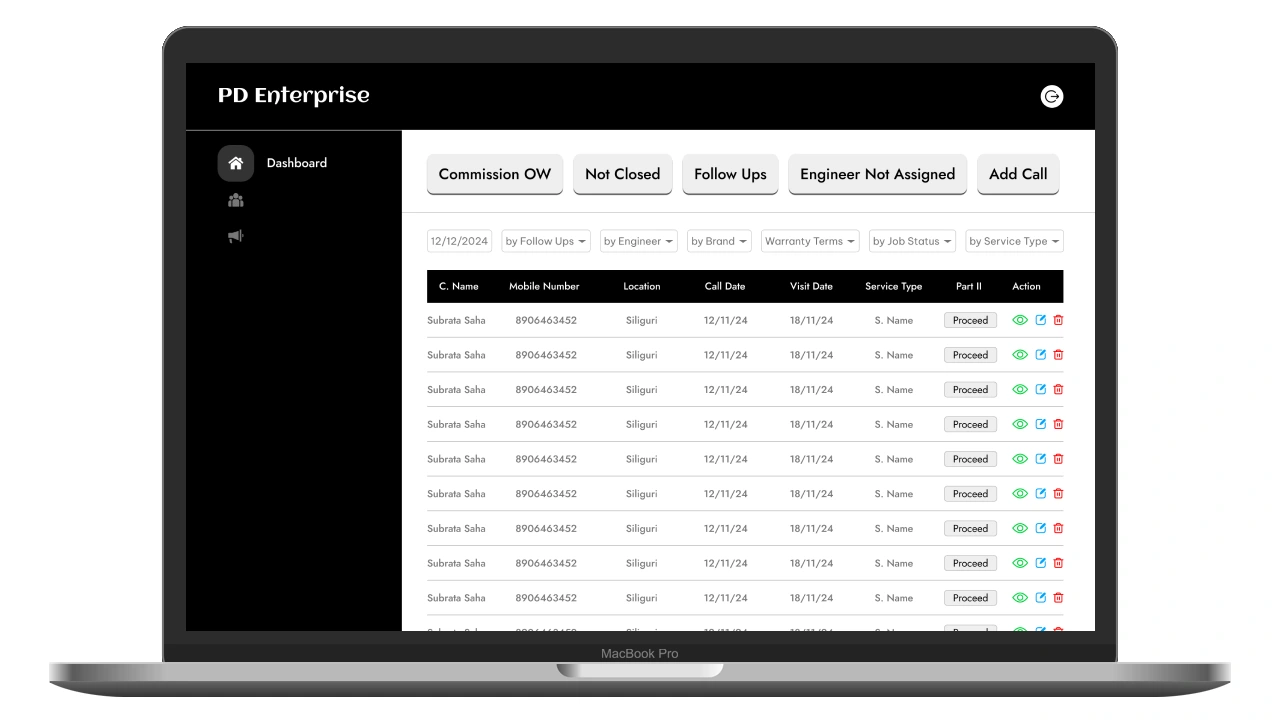 PD Enterprise
Dashboard
Commission OW Not Closed Follow Ups Engineer Not Assigned Add Call
12/12/2024 by Follow Ups by Engineer by Brand Warranty Terms by Job Status by Service Type
C. Name Mobile Number Location Call Date Visit Date Service Type Part II Action
Subrata Saha 8906463452 Siliguri 12/11/24 18/11/24 S. Name Proceed
Subrata Saha 8906463452 Siliguri 12/11/24 18/11/24 S. Name Proceed
Subrata Saha 8906463452 Siliguri 12/11/24 18/11/24 S. Name Proceed
Subrata Saha 8906463452 Siliguri 12/11/24 18/11/24 S. Name Proceed
Subrata Saha 8906463452 Siliguri 12/11/24 18/11/24 S. Name Proceed
Subrata Saha 8906463452 Siliguri 12/11/24 18/11/24 S. Name Proceed
Subrata Saha 8906463452 Siliguri 12/11/24 18/11/24 S. Name Proceed
Subrata Saha 8906463452 Siliguri 12/11/24 18/11/24 S. Name Proceed
Subrata Saha 8906463452 Siliguri 12/11/24 18/11/24 S. Name Proceed
MacBook Pro